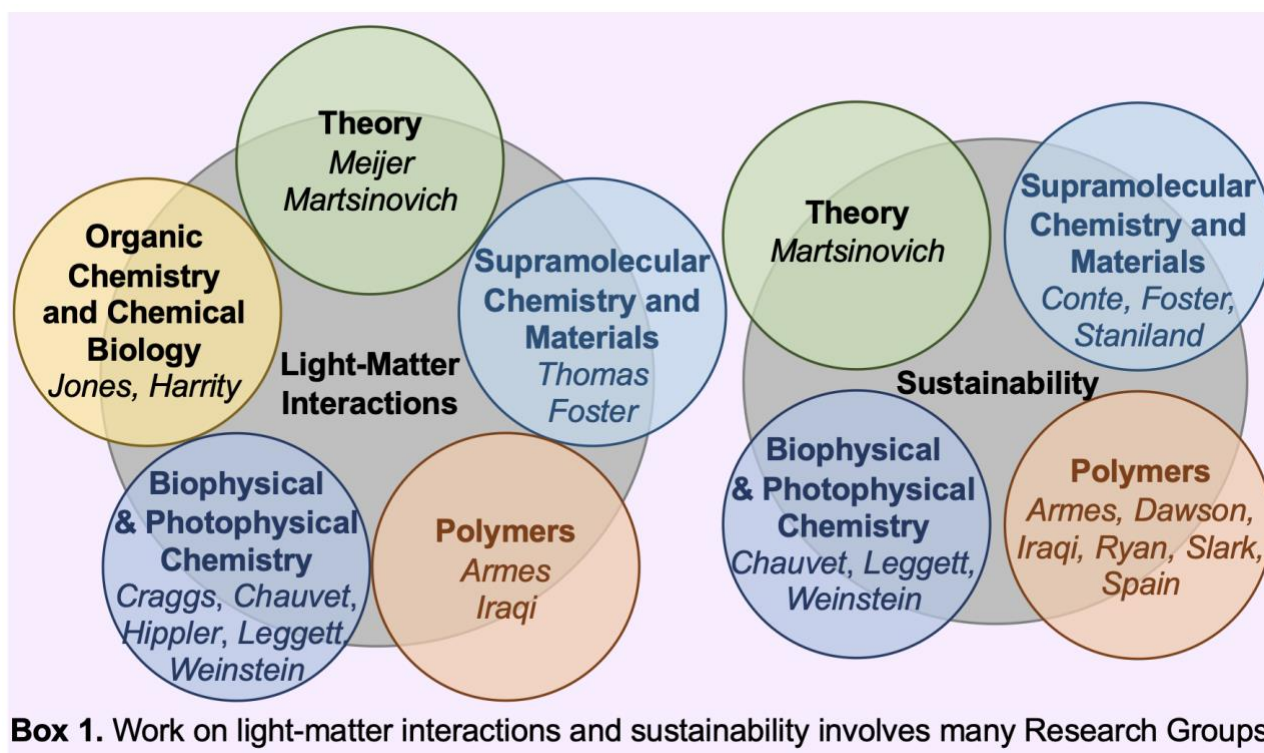 Theory
Meijer
Martsinovich
Organic
Chemistry
and Chemical
Biology
Jones, Harrity
Supramolecular
Chemistry and
Materials
Thomas
Foster
Light-Matter
Interactions
Biophysical
& Photophysical
Chemistry
Craggs, Chauvet,
Hippler, Leggett,
Weinstein
Polymers
Armes
Iraqi
Theory
Martsinovich
Supramolecular
Chemistry and
Materials
Conte, Foster,
Staniland
Sustainability
Biophysical
& Photophysical
Chemistry
Chauvet, Leggett,
Weinstein
Polymers
Armes, Dawson,
Iraqi, Ryan, Slark,
Spain
Box 1. Work on light-matter interactions and sustainability involves many Research Groups